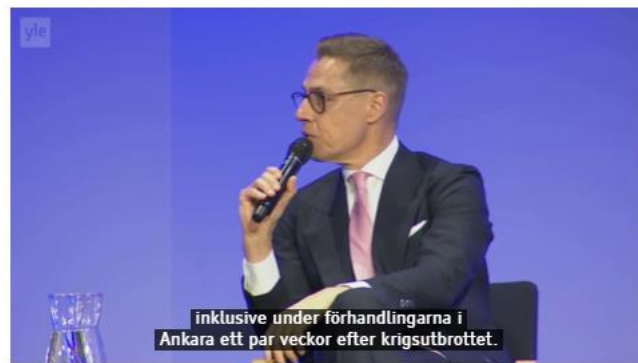 yle
inklusive under förhandlingarna i
Ankara ett par veckor efter krigsutbrottet.